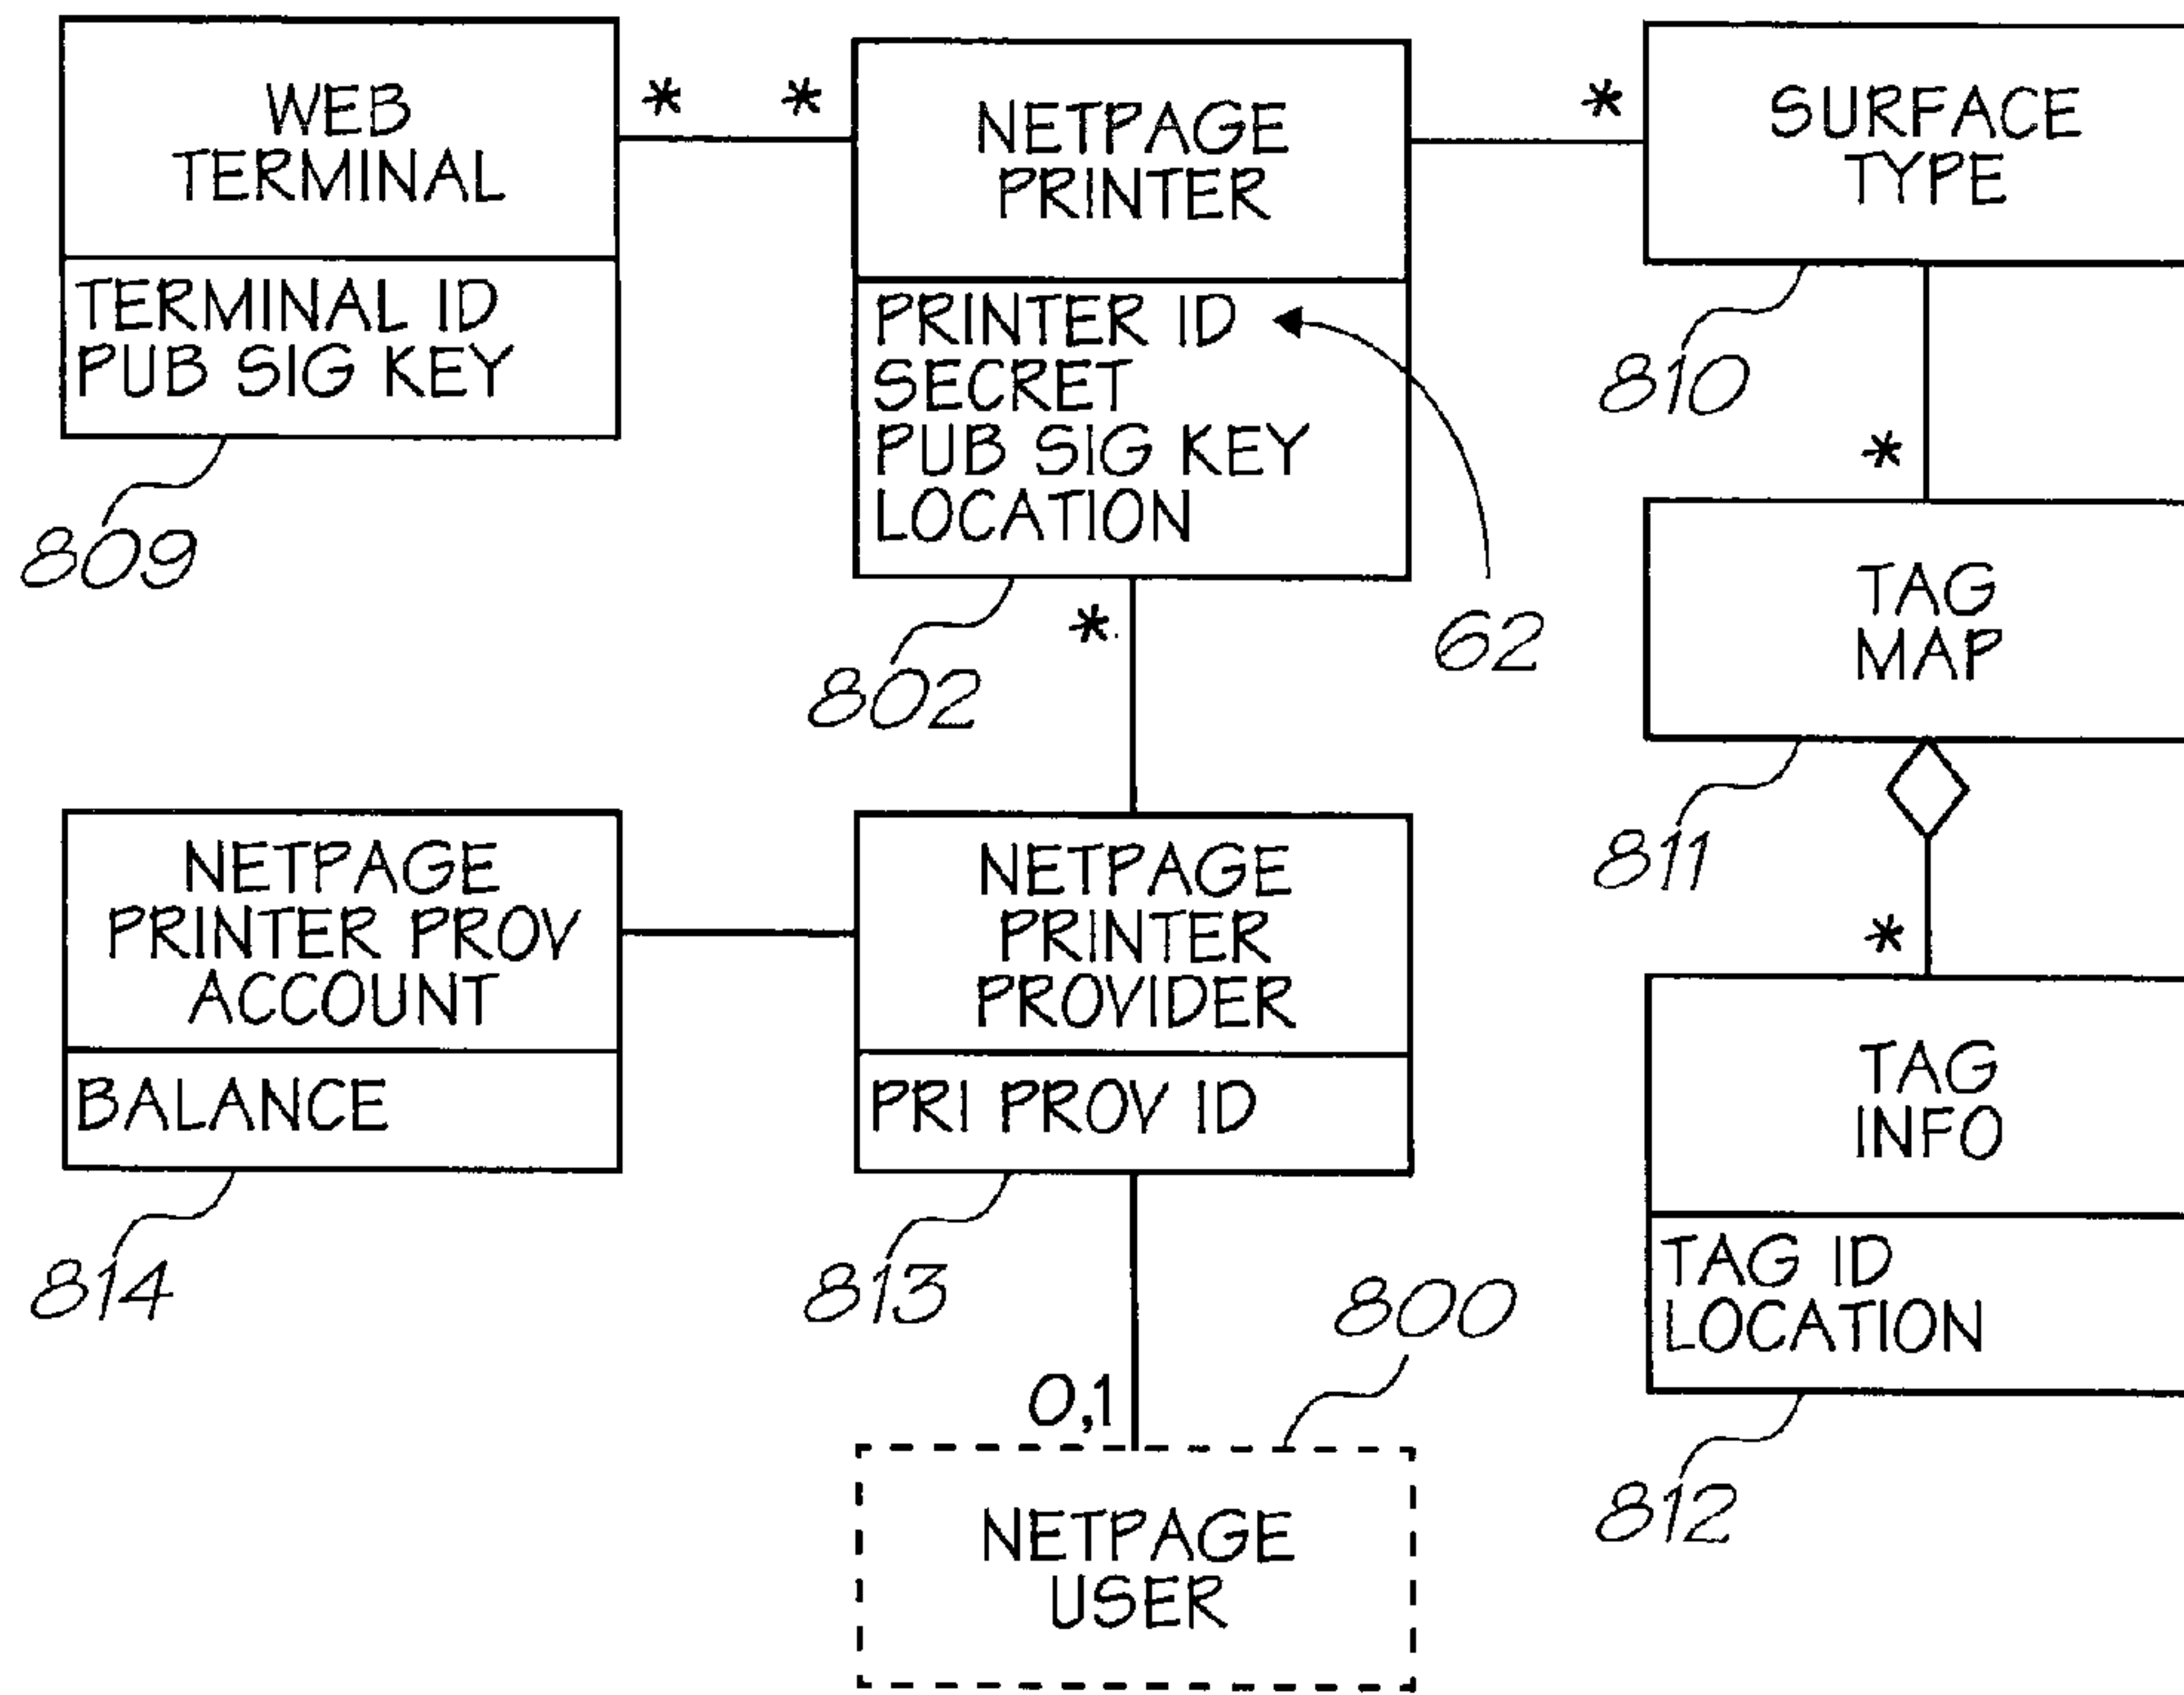 WEB
TERMINAL
TERMINAL ID
PUB SIG KEY
809
*
*
NETPAGE
PRINTER
PRINTER ID
SECRET
PUB SIG KEY
LOCATION
802
62
*
*
SURFACE
TYPE
810
*
TAG
MAP
811
*
TAG
INFO
TAG ID
LOCATION
812
NETPAGE
PRINTER PROV
ACCOUNT
BALANCE
814
NETPAGE
PRINTER
PROVIDER
PRI PROV ID
813
800
0,1
NETPAGE
USER